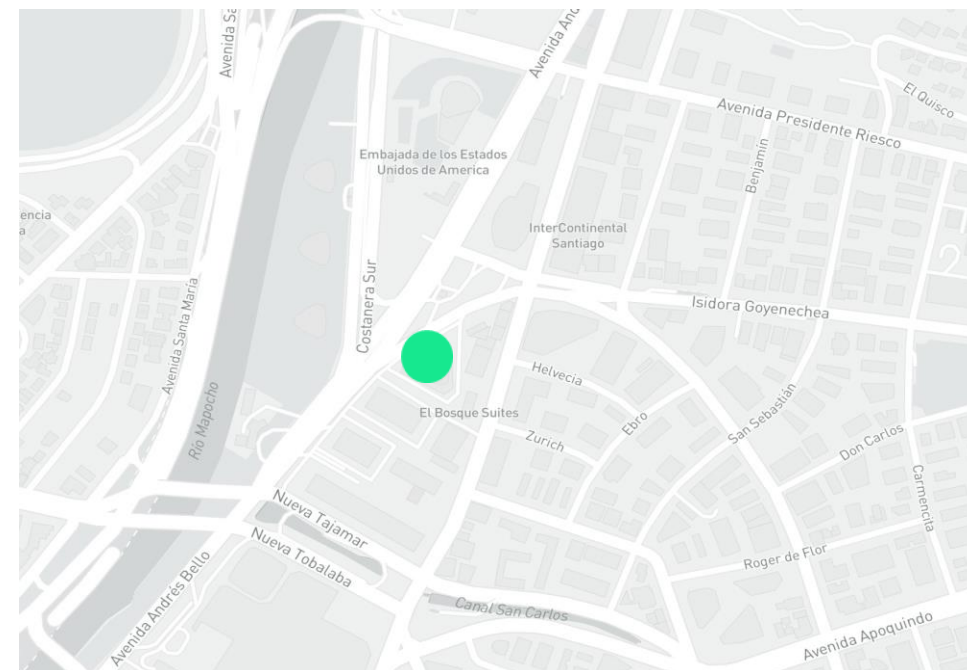 Avenida Sa
Avenida And
El Quisco
Avenida Presidente Riesco
Embajada de los Estados
Unidos de America
Benjamín
encia
a
InterContinental
Santiago
Costanera Sur
Avenida Santa María
Isidora Goyenechea
Río Mapocho
Helvecia
El Bosque Suites
Ebro
San Sebastián
Zurich
Don Carlos
Carmencita
Nueva Tajamar
Nueva Tobalaba
Roger de Flor
Avenida Andrés Bello
Canal San Carlos
Avenida Apoquindo